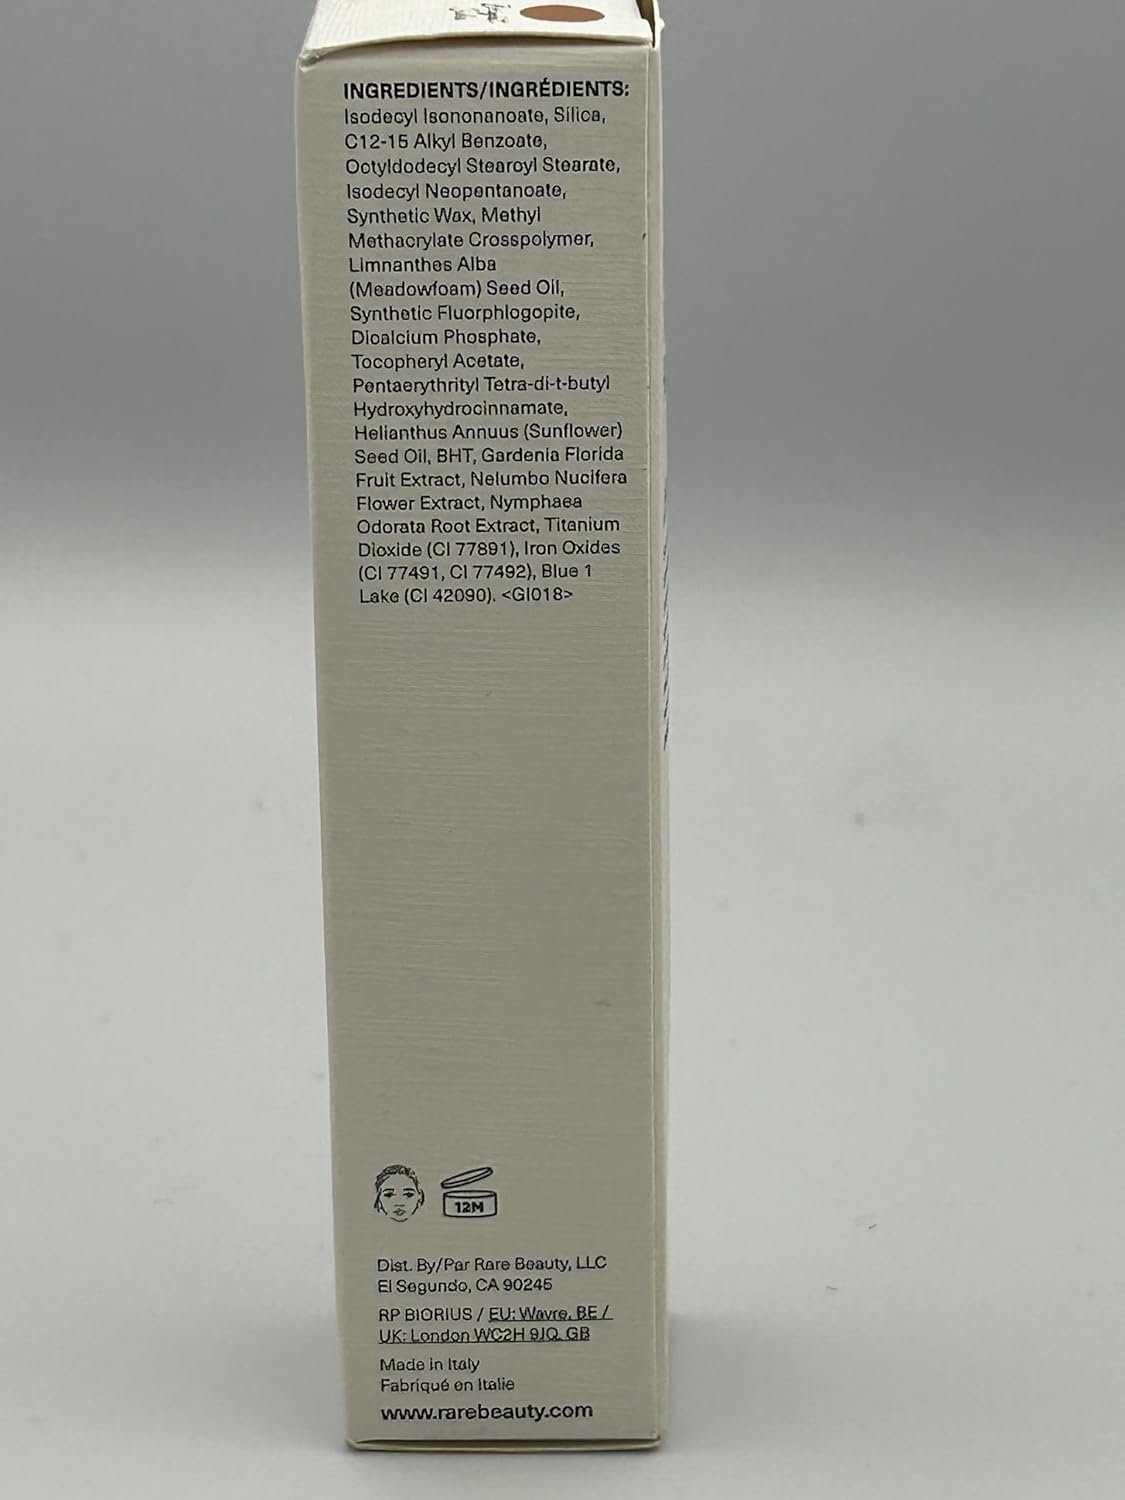 INGREDIENTS/INGRÉDIENTS:
Isodecyl Isononanoate, Silica,
C12-15 Alkyl Benzoate,
Octyldodecyl Stearoyl Stearate,
Isodecyl Neopentanoate,
Synthetic Wax, Methyl
Methacrylate Crosspolymer,
Limnanthes Alba
(Meadowfoam) Seed Oil,
Synthetic Fluorphlogopite,
Dicalcium Phosphate,
Tocopheryl Acetate,
Pentaerythrityl Tetra-di-t-butyl
Hydroxyhydrocinnamate,
Helianthus Annuus (Sunflower)
Seed Oil, BHT, Gardenia Florida
Fruit Extract, Nelumbo Nucifera
Flower Extract, Nymphaea
Odorata Root Extract, Titanium
Dioxide (CI 77891), Iron Oxides
(CI 77491, CI 77492), Blue 1
Lake (CI 42090). <GI018>
12M
Dist. By/Par Rare Beauty, LLC
El Segundo, CA 90245
RP BIORIUS / EU: Wavre, BE /
UK: London WC2H 9JQ, GB
Made in Italy
Fabriqué en Italie
www.rarebeauty.com